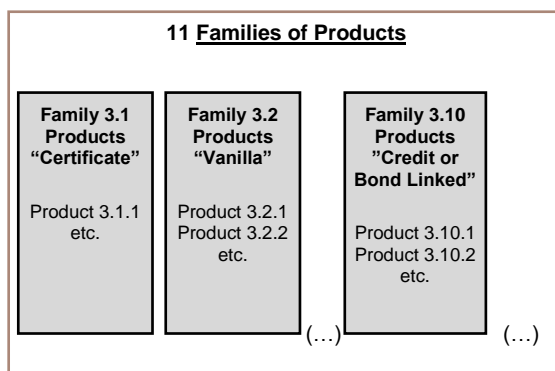 11 Families of Products
Family 3.1
Products
“Certificate”
Product 3.1.1
etc.
Family 3.2
Products
“Vanilla”
Product 3.2.1
Product 3.2.2
etc.
(…)
Family 3.10
Products
”Credit or
Bond Linked”
Product 3.10.1
Product 3.10.2
etc.
(…)